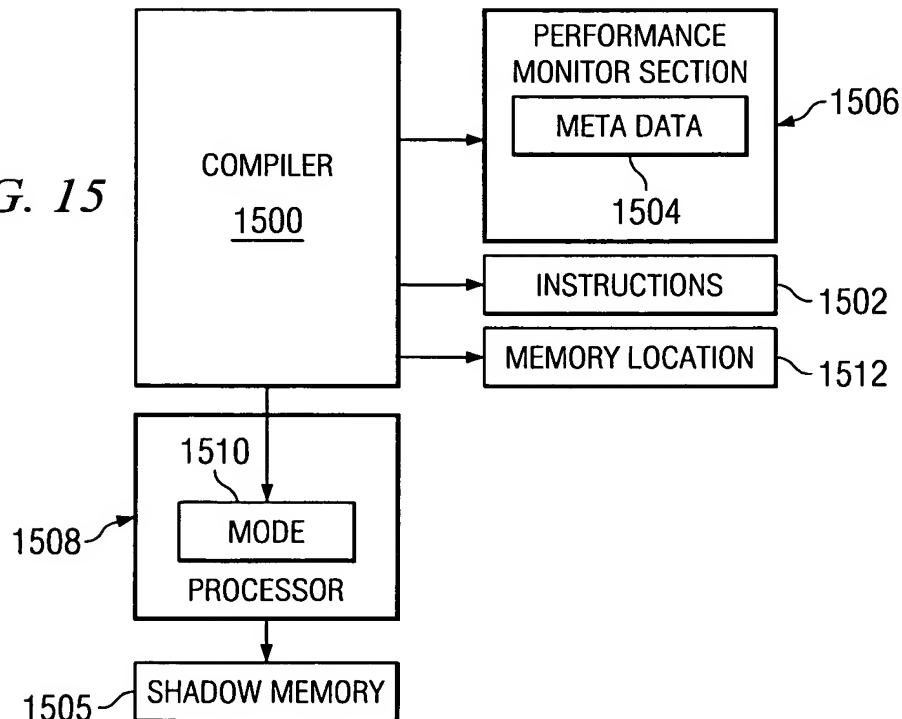 G. 15
COMPILER
1500
PERFORMANCE
MONITOR SECTION
META DATA
1504
1506
INSTRUCTIONS
1502
MEMORY LOCATION
1512
1510
MODE
PROCESSOR
1508
SHADOW MEMORY
1505